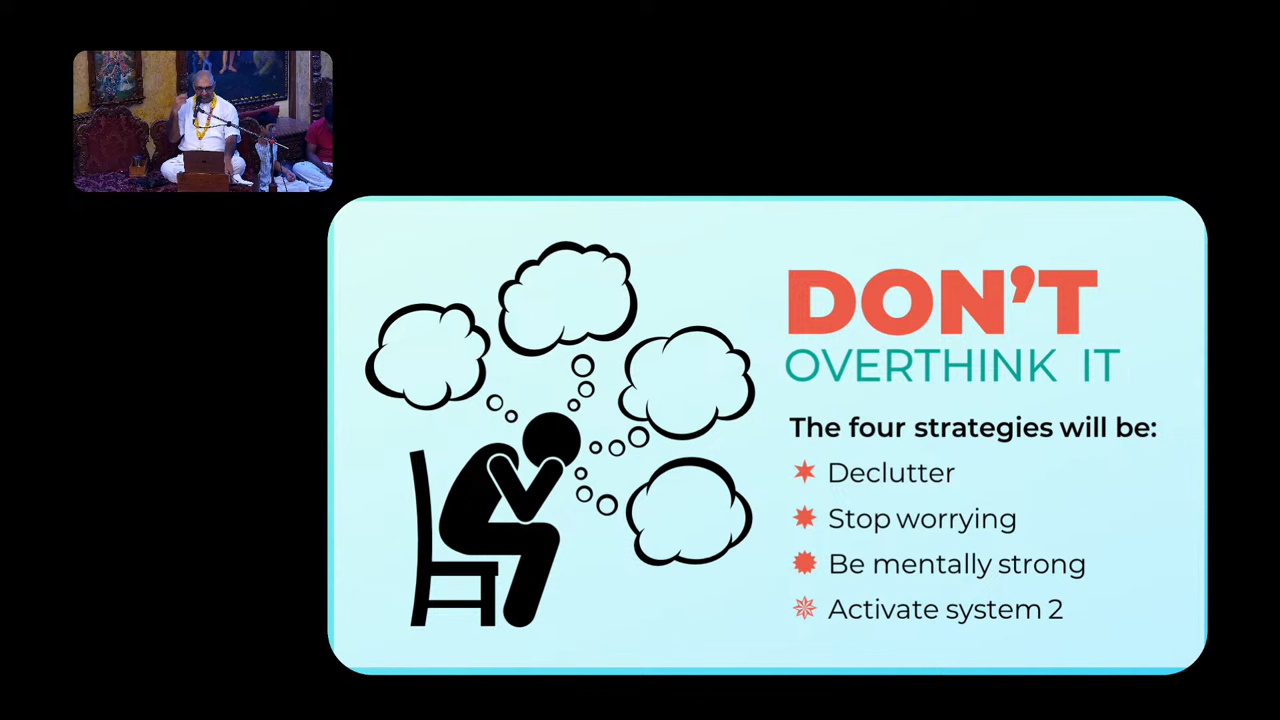 DON'T
OVERTHINK IT
The four strategies will be:
Declutter
Stop worrying
Be mentally strong
Activate system 2